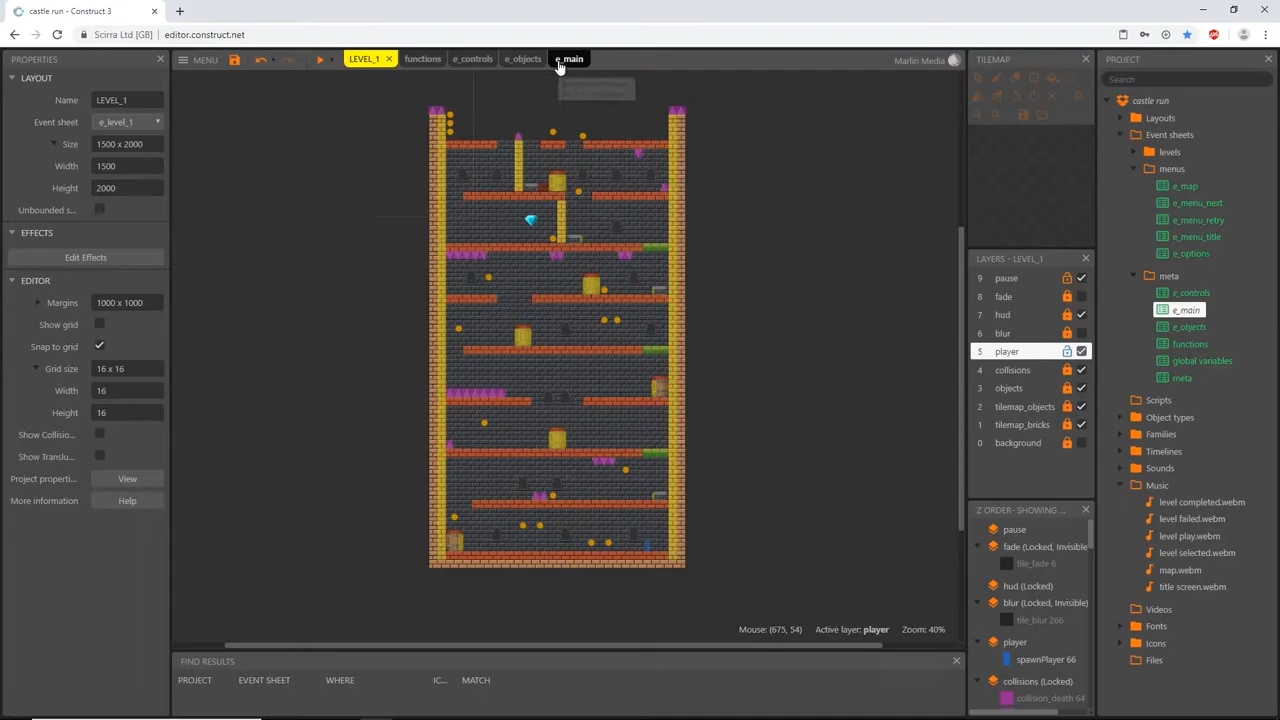 castle run - Construct 3
Scirra Ltd [GB] | editor.construct.net
PROPERTIES
LAYOUT
Name LEVEL_1
Event sheet e_level_1
Size 1500 x 2000
Width 1500
Height 2000
Unbounded s...
EFFECTS
Edit Effects
EDITOR
Margins 1000 x 1000
Show grid
Snap to grid
Grid size 16 x 16
Width 16
Height 16
Show Collisio...
Show Translu...
Project properti... View
More information Help
MENU
LEVEL_1
functions
e_controls
e_objects
e_main
Marlin Media
Mouse: (675, 54) Active layer: player Zoom: 40%
FIND RESULTS
PROJECT EVENT SHEET WHERE IC... MATCH
TILEMAP
LAYERS - LEVEL_1
9 pause
8 fade
7 hud
6 blur
5 player
4 collisions
3 objects
2 tilemap_objects
1 tilemap_bricks
0 background
Z ORDER- SHOWING ...
pause
fade (Locked, Invisible
tile_fade 6
hud (Locked)
blur (Locked, Invisible)
tile_blur 266
player
spawnPlayer 66
collisions (Locked)
collision_death 64
PROJECT
Search
castle run
Layouts
Event sheets
levels
menus
e_map
e_menu_next
e_menu_retry
e_menu_title
e_options
meta
e_controls
e_main
e_objects
functions
global variables
meta
Scripts
Object types
Families
Timelines
Sounds
Music
level completed.webm
level failed.webm
level play.webm
level selected.webm
map.webm
title screen.webm
Videos
Fonts
Icons
Files